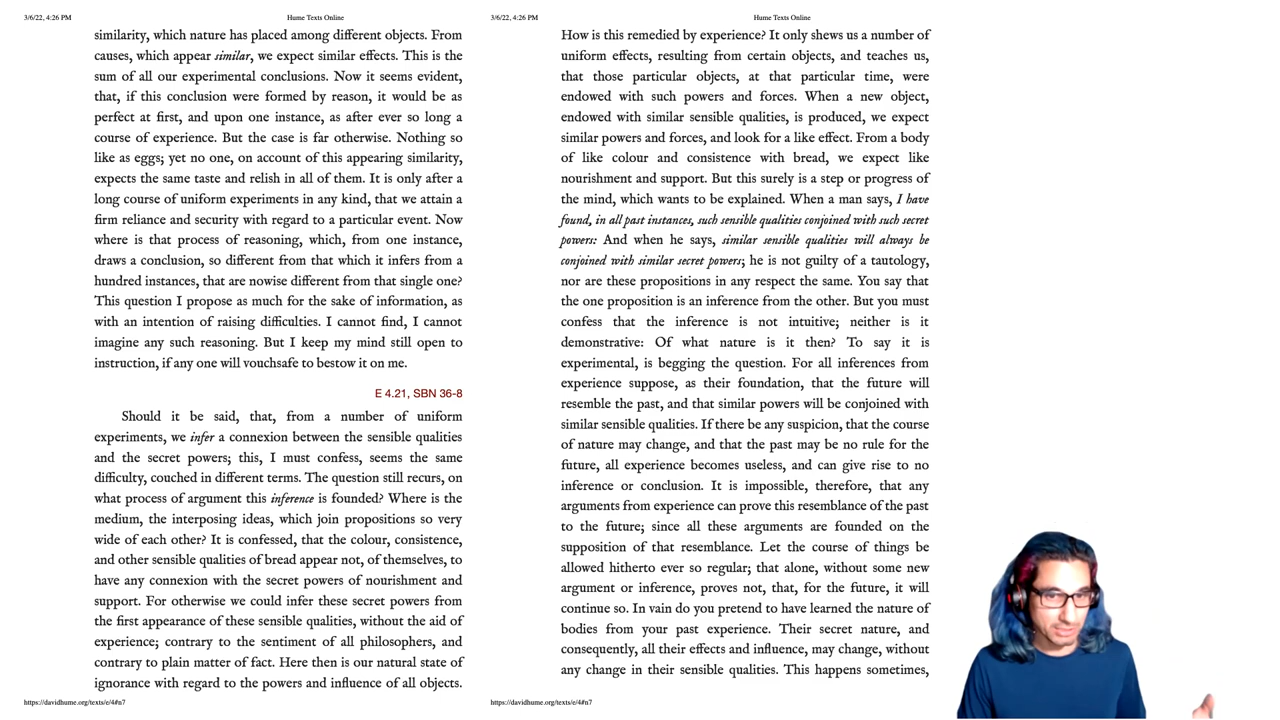 3/6/22, 4:26 PM
Hume Texts Online
similarity, which nature has placed among different objects. From
causes, which appear similar, we expect similar effects. This is the
sum of all our experimental conclusions. Now it seems evident,
that, if this conclusion were formed by reason, it would be as
perfect at first, and upon one instance, as after ever so long a
course of experience. But the case is far otherwise. Nothing so
like as eggs; yet no one, on account of this appearing similarity,
expects the same taste and relish in all of them. It is only after a
long course of uniform experiments in any kind, that we attain a
firm reliance and security with regard to a particular event. Now
where is that process of reasoning, which, from one instance,
draws a conclusion, so different from that which it infers from a
hundred instances, that are nowise different from that single one?
This question I propose as much for the sake of information, as
with an intention of raising difficulties. I cannot find, I cannot
imagine any such reasoning. But I keep my mind still open to
instruction, if any one will vouchsafe to bestow it on me.
E 4.21, SBN 36-8
Should it be said, that, from a number of uniform
experiments, we infer a connexion between the sensible qualities
and the secret powers; this, I must confess, seems the same
difficulty, couched in different terms. The question still recurs, on
what process of argument this inference is founded? Where is the
medium, the interposing ideas, which join propositions so very
wide of each other? It is confessed, that the colour, consistence,
and other sensible qualities of bread appear not, of themselves, to
have any connexion with the secret powers of nourishment and
support. For otherwise we could infer these secret powers from
the first appearance of these sensible qualities, without the aid of
experience; contrary to the sentiment of all philosophers, and
contrary to plain matter of fact. Here then is our natural state of
ignorance with regard to the powers and influence of all objects.
https://davidhume.org/texts/e/4#n7
3/6/22, 4:26 PM
Hume Texts Online
How is this remedied by experience? It only shews us a number of
uniform effects, resulting from certain objects, and teaches us,
that those particular objects, at that particular time, were
endowed with such powers and forces. When a new object,
endowed with similar sensible qualities, is produced, we expect
similar powers and forces, and look for a like effect. From a body
of like colour and consistence with bread, we expect like
nourishment and support. But this surely is a step or progress of
the mind, which wants to be explained. When a man says, I have
found, in all past instances, such sensible qualities conjoined with such secret
powers: And when he says, similar sensible qualities will always be
conjoined with similar secret powers; he is not guilty of a tautology,
nor are these propositions in any respect the same. You say that
the one proposition is an inference from the other. But you must
confess that the inference is not intuitive; neither is it
demonstrative: Of what nature is it then? To say it is
experimental, is begging the question. For all inferences from
experience suppose, as their foundation, that the future will
resemble the past, and that similar powers will be conjoined with
similar sensible qualities. If there be any suspicion, that the course
of nature may change, and that the past may be no rule for the
future, all experience becomes useless, and can give rise to no
inference or conclusion. It is impossible, therefore, that any
arguments from experience can prove this resemblance of the past
to the future; since all these arguments are founded on the
supposition of that resemblance. Let the course of things be
allowed hitherto ever so regular; that alone, without some new
argument or inference, proves not, that, for the future, it will
continue so. In vain do you pretend to have learned the nature of
bodies from your past experience. Their secret nature, and
consequently, all their effects and influence, may change, without
any change in their sensible qualities. This happens sometimes,
https://davidhume.org/texts/e/4#n7